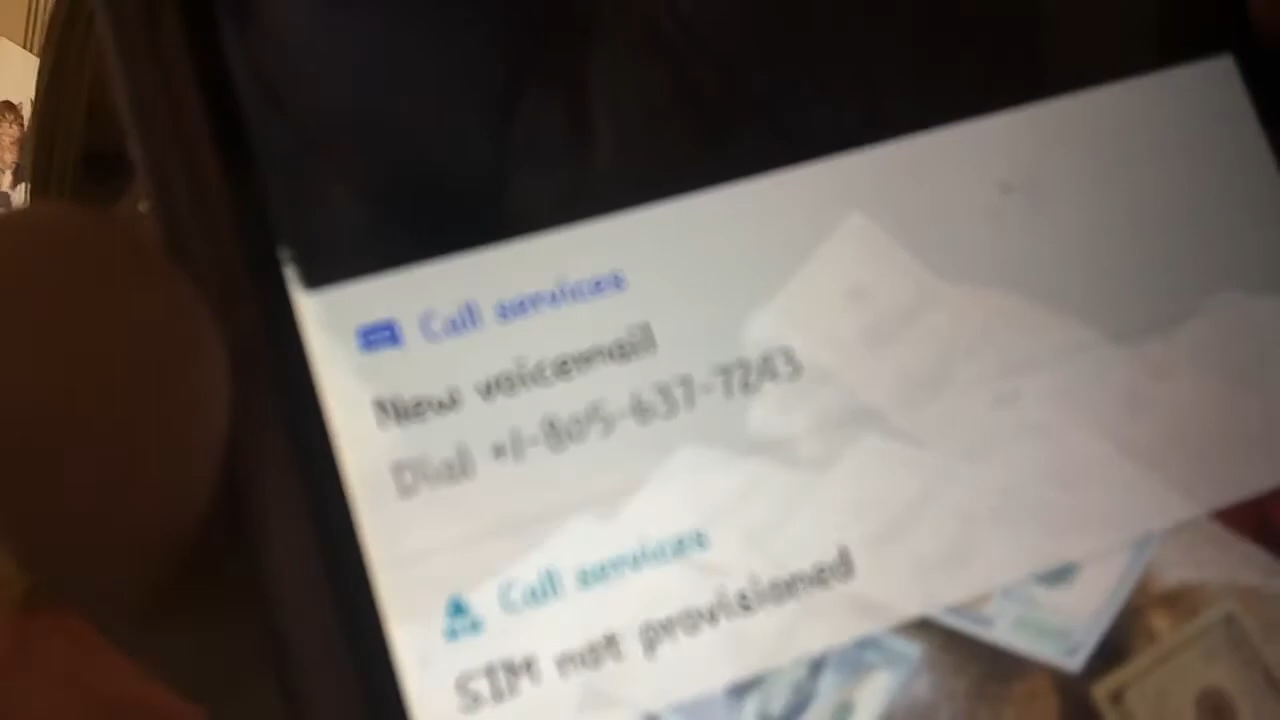 Call services
New voicemail
Dial +1-805-637-7243
Call services
SIM not provisioned